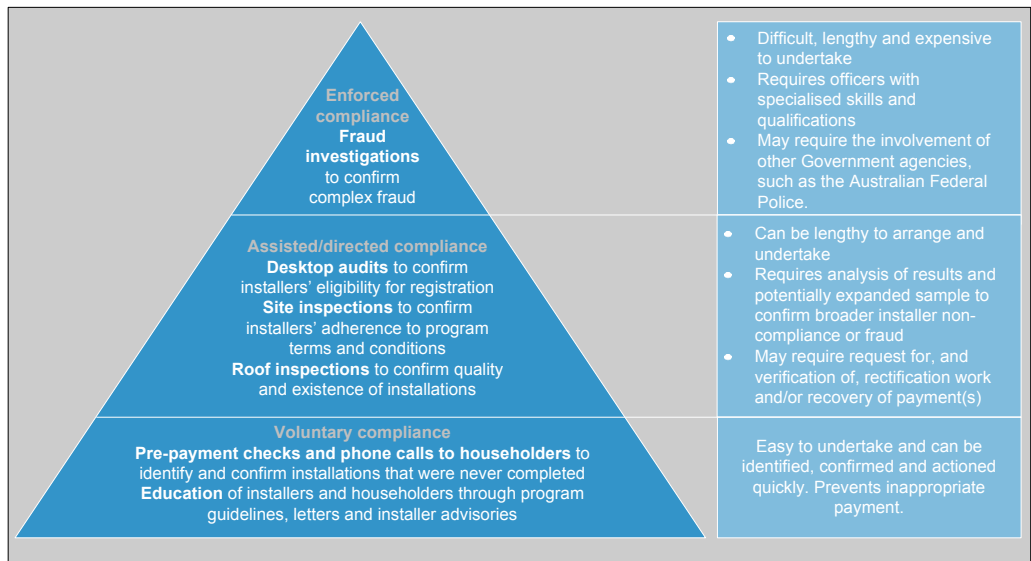 Enforced
compliance
Fraud
investigations
to confirm
complex fraud
• Difficult, lengthy and expensive
to undertake
• Requires officers with
specialised skills and
qualifications
• May require the involvement of
other Government agencies,
such as the Australian Federal
Police.
Assisted/directed compliance
Desktop audits to confirm
installers’ eligibility for registration
Site inspections to confirm
installers’ adherence to program
terms and conditions
Roof inspections to confirm quality
and existence of installations
• Can be lengthy to arrange and
undertake
• Requires analysis of results and
potentially expanded sample to
confirm broader installer non-
compliance or fraud
• May require request for, and
verification of, rectification work
and/or recovery of payment(s)
Voluntary compliance
Pre-payment checks and phone calls to householders to
identify and confirm installations that were never completed
Education of installers and householders through program
guidelines, letters and installer advisories
Easy to undertake and can be
identified, confirmed and actioned
quickly. Prevents inappropriate
payment.